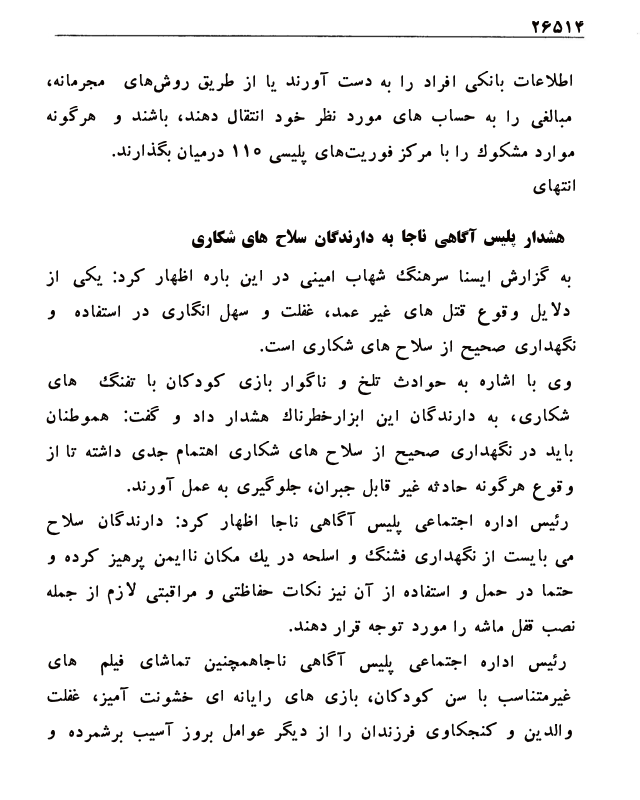 ۲۶۵۱۴
اطلاعات بانکی افراد را به دست آورند یا از طریق روش‌های مجرمانه،
مبالغی را به حساب های مورد نظر خود انتقال دهند، باشند و هرگونه
موارد مشکوك را با مرکز فوریت‌های پلیسی ۱۱۰ درمیان بگذارند.
انتهای
هشدار پلیس آگاهی ناجا به دارندگان سلاح های شکاری
به گزارش ایسنا سرهنگ شهاب امینی در این باره اظهار کرد: یکی از
دلایل وقوع قتل های غیر عمد، غفلت و سهل انگاری در استفاده و
نگهداری صحیح از سلاح های شکاری است.
وی با اشاره به حوادث تلخ و ناگوار بازی کودکان با تفنگ های
شکاری، به دارندگان این ابزارخطرناك هشدار داد و گفت: هموطنان
باید در نگهداری صحیح از سلاح های شکاری اهتمام جدی داشته تا از
وقوع هرگونه حادثه غیر قابل جبران، جلوگیری به عمل آورند.
رئیس اداره اجتماعی پلیس آگاهی ناجا اظهار کرد: دارندگان سلاح
می بایست از نگهداری فشنگ و اسلحه در یك مکان ناایمن پرهیز کرده و
حتما در حمل و استفاده از آن نیز نکات حفاظتی و مراقبتی لازم از جمله
نصب قفل ماشه را مورد توجه قرار دهند.
رئیس اداره اجتماعی پلیس آگاهی ناجاهمچنین تماشای فیلم های
غیرمتناسب با سن کودکان، بازی های رایانه ای خشونت آمیز، غفلت
والدین و کنجکاوی فرزندان را از دیگر عوامل بروز آسیب برشمرده و